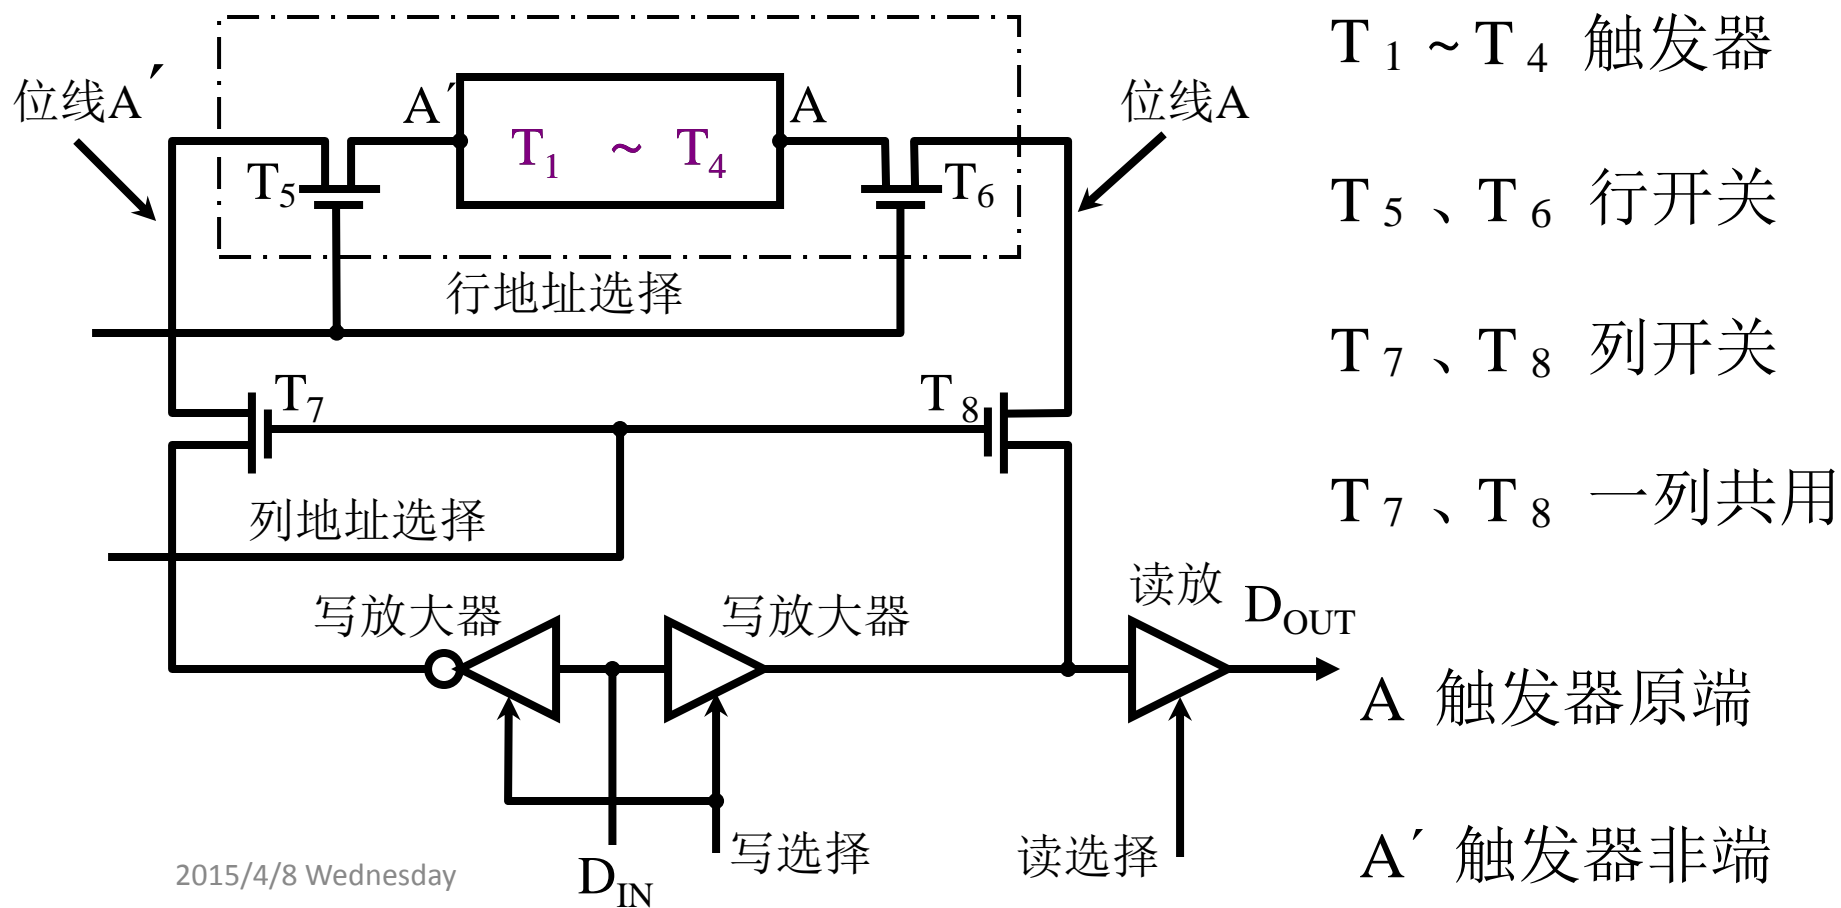 T1 ~ T4 触发器
位线A′
A′
A
位线A
T1 ~ T4
T5
T6
T5 、T6 行开关
行地址选择
T7 、T8 列开关
T7
T8
列地址选择
T7 、T8 一列共用
写放大器
写放大器
读放
DOUT
A 触发器原端
写选择
读选择
A′ 触发器非端
DIN
2015/4/8 Wednesday